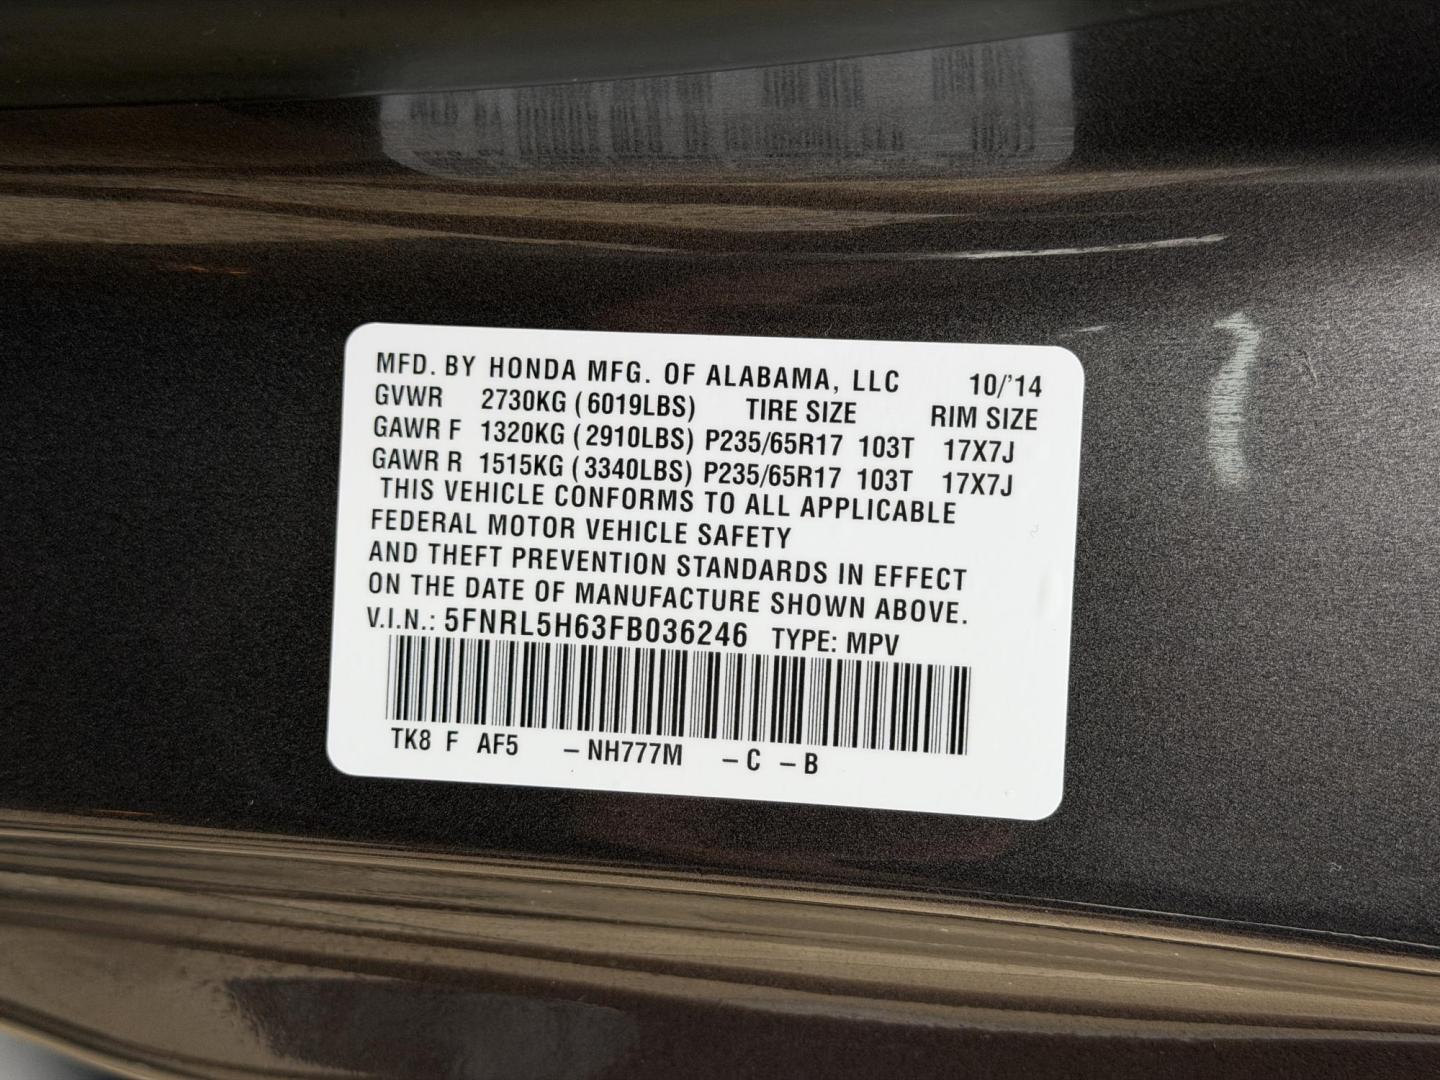 MFD. BY HONDA MFG. OF ALABAMA, LLC 10/'14
GVWR 2730KG ( 6019LBS) TIRE SIZE RIM SIZE
GAWR F 1320KG ( 2910LBS) P235/65R17 103T 17X7J
GAWR R 1515KG ( 3340LBS) P235/65R17 103T 17X7J
THIS VEHICLE CONFORMS TO ALL APPLICABLE
FEDERAL MOTOR VEHICLE SAFETY
AND THEFT PREVENTION STANDARDS IN EFFECT
ON THE DATE OF MANUFACTURE SHOWN ABOVE.
V.I.N.: 5FNRL5H63FB036246 TYPE: MPV
TK8 F AF5 – NH777M – C – B